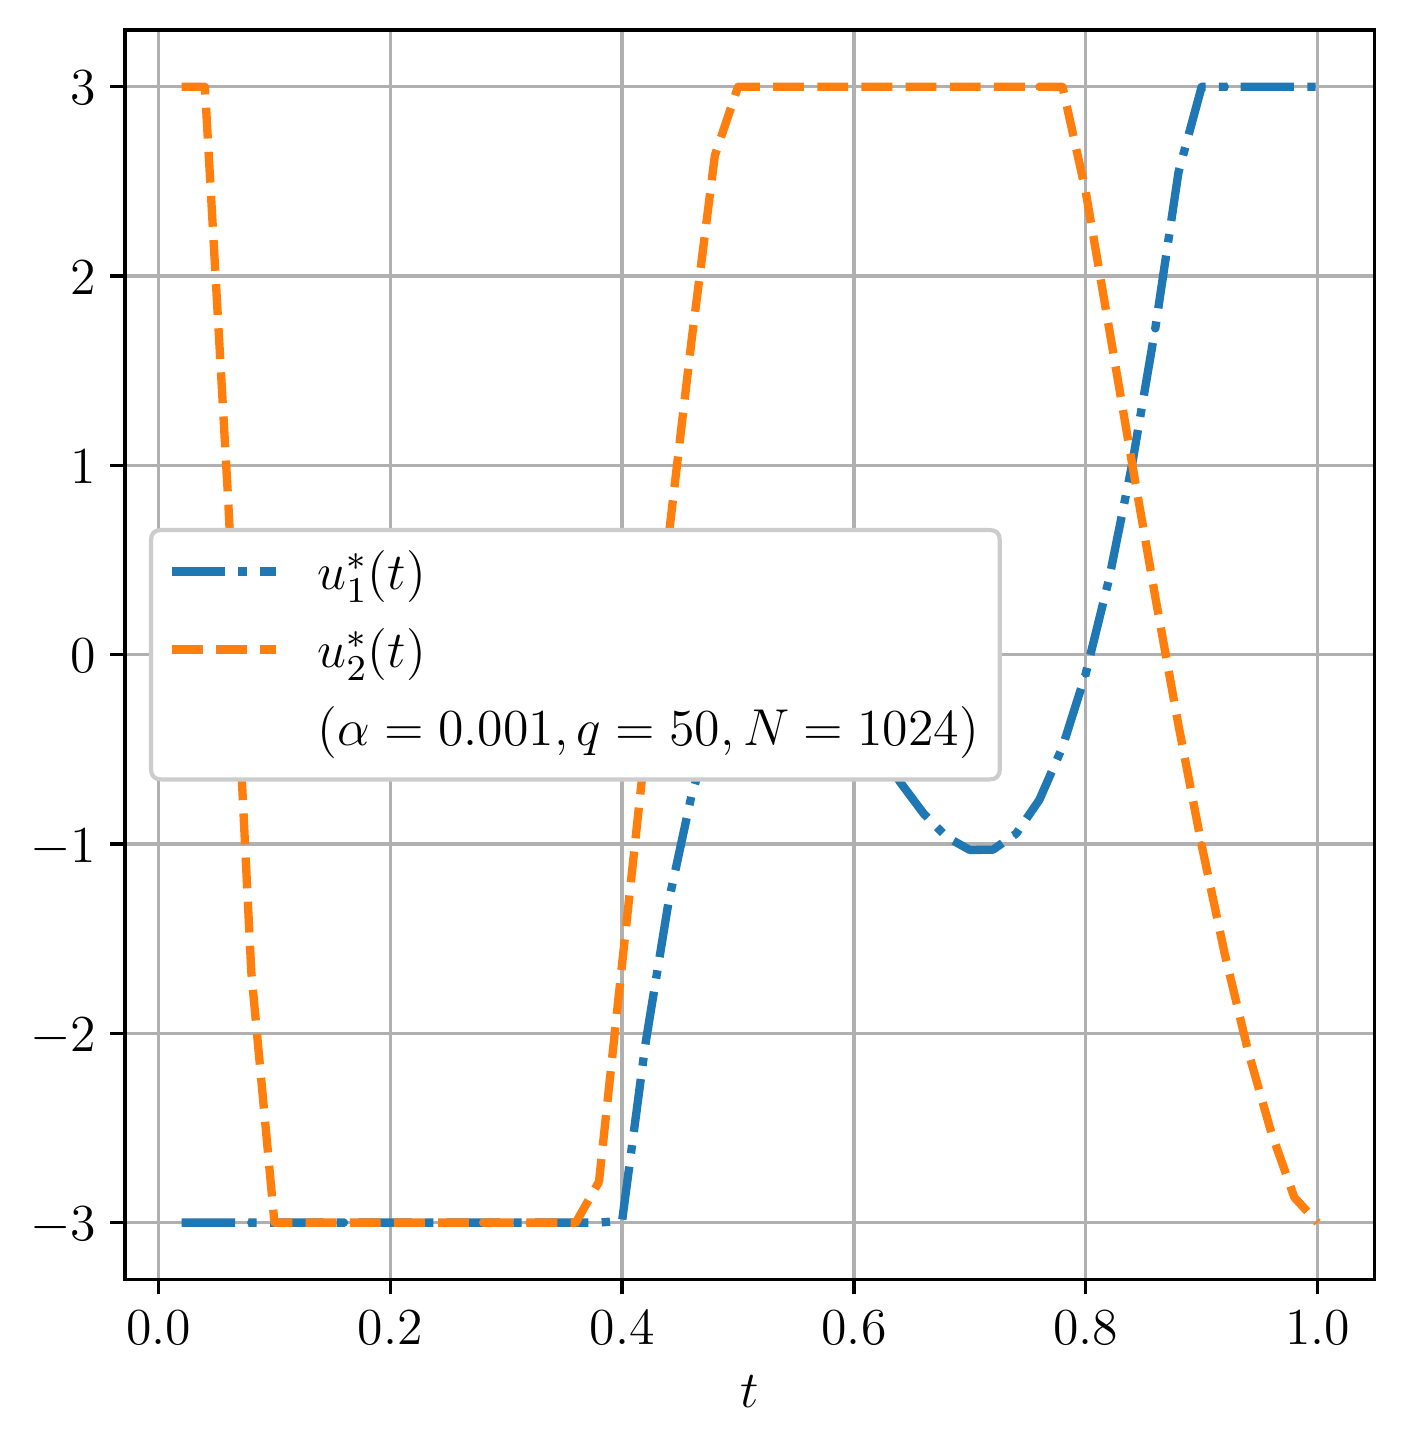 3
2
1
0
−1
−2
−3
u₁*(t)
u₂*(t)
(α = 0.001, q = 50, N = 1024)
0.0 0.2 0.4 0.6 0.8 1.0
t